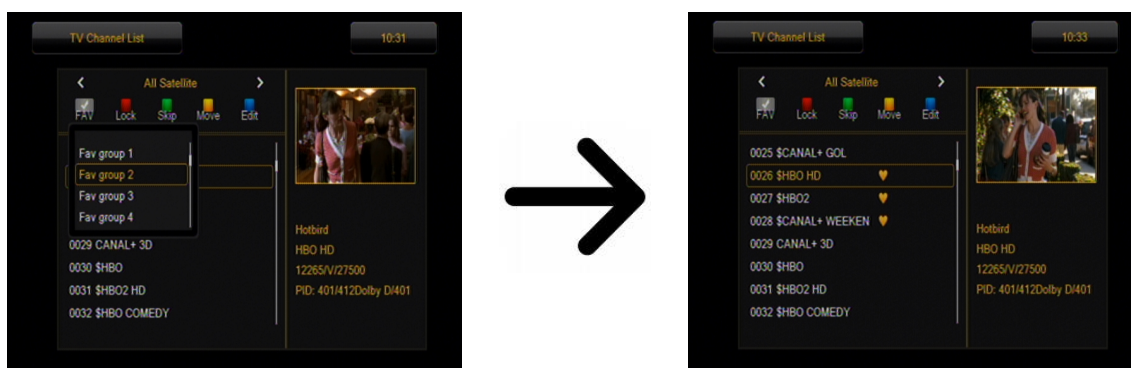 TV Channel List
10:31
All Satellite
FAV Lock Skip Move Edit
Fav group 1
Fav group 2
Fav group 3
Fav group 4
0029 CANAL+ 3D
0030 $HBO
0031 $HBO2 HD
0032 $HBO COMEDY
Hotbird
HBO HD
12265/V/27500
PID: 401/412Dolby D/401
TV Channel List
10:33
All Satellite
FAV Lock Skip Move Edit
0025 $CANAL+ GOL
0026 $HBO HD
0027 $HBO2
0028 $CANAL+ WEEKEN
0029 CANAL+ 3D
0030 $HBO
0031 $HBO2 HD
0032 $HBO COMEDY
Hotbird
HBO HD
12265/V/27500
PID: 401/412Dolby D/401